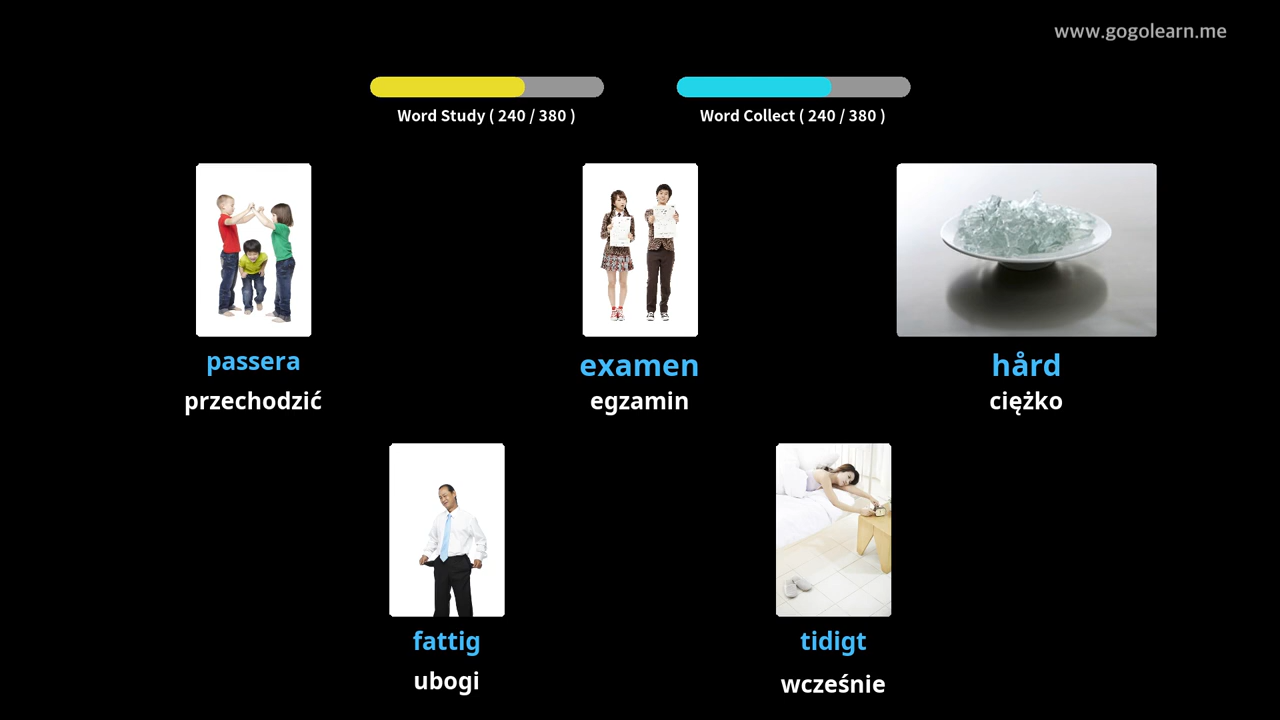 www.gogolearn.me
Word Study ( 240 / 380 )
Word Collect ( 240 / 380 )
passera
przechodzić
examen
egzamin
hård
ciężko
fattig
ubogi
tidigt
wcześnie